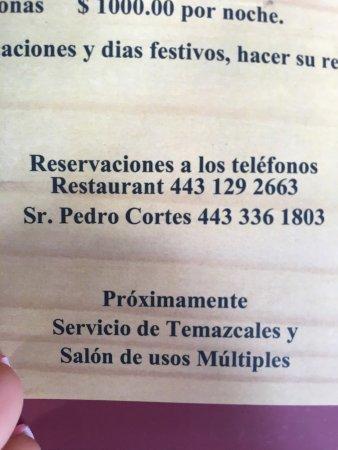 onas $ 1000.00 por noche.
aciones y dias festivos, hacer su re
Reservaciones a los teléfonos
Restaurant 443 129 2663
Sr. Pedro Cortes 443 336 1803
Próximamente
Servicio de Temazcales y
Salón de usos Múltiples